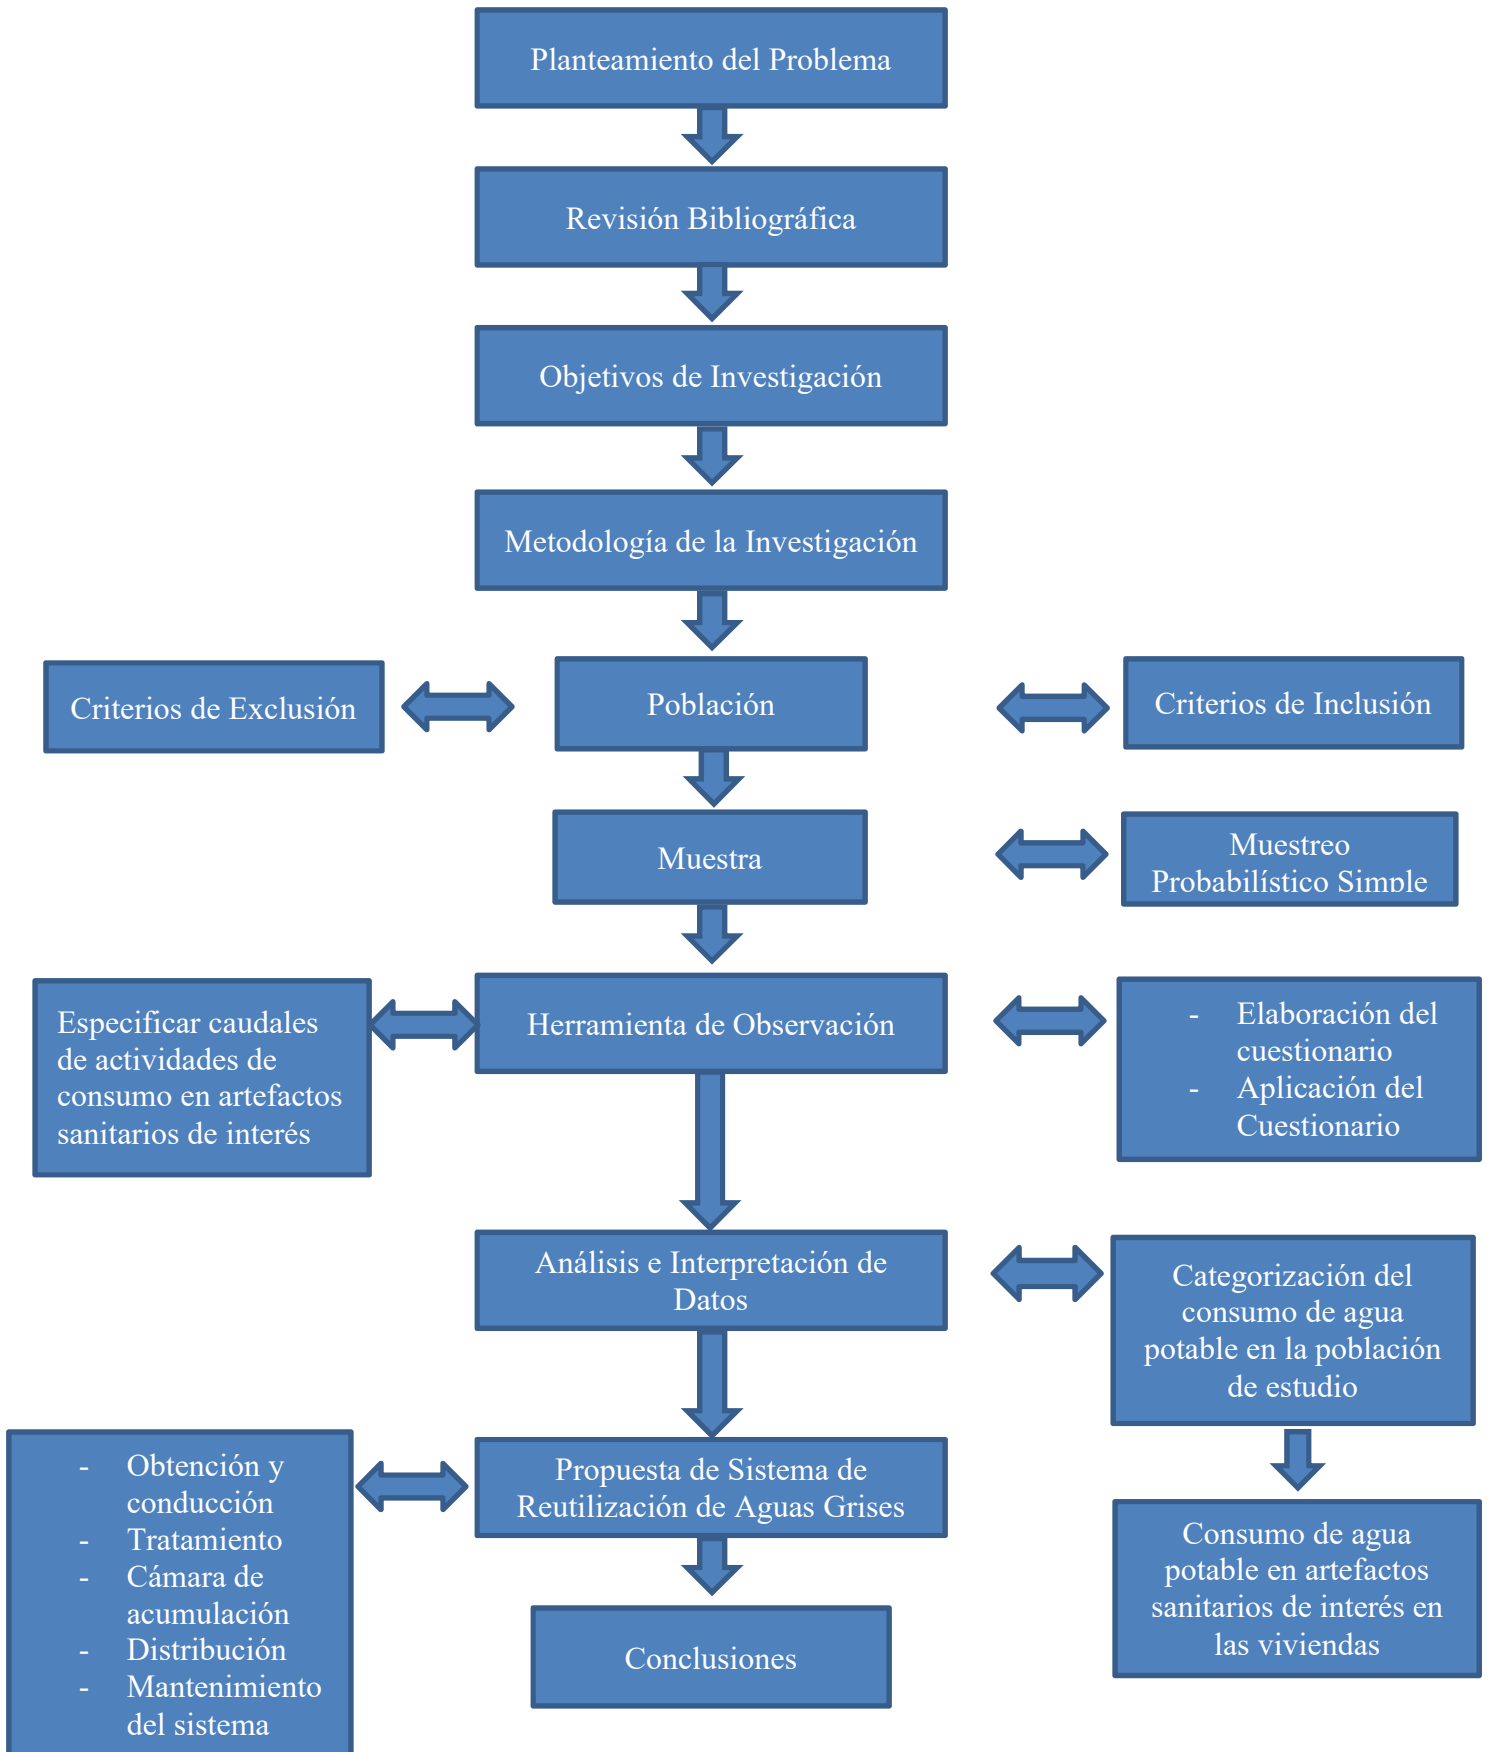 Planteamiento del Problema
Revisión Bibliográfica
Objetivos de Investigación
Metodología de la Investigación
Criterios de Exclusión
Población
Criterios de Inclusión
Muestra
Muestreo
Probabilístico Simple
Especificar caudales
de actividades de
consumo en artefactos
sanitarios de interés
Herramienta de Observación
- Elaboración del
cuestionario
- Aplicación del
Cuestionario
Análisis e Interpretación de
Datos
Categorización del
consumo de agua
potable en la población
de estudio
- Obtención y
conducción
- Tratamiento
- Cámara de
acumulación
- Distribución
- Mantenimiento
del sistema
Propuesta de Sistema de
Reutilización de Aguas Grises
Consumo de agua
potable en artefactos
sanitarios de interés en
las viviendas
Conclusiones